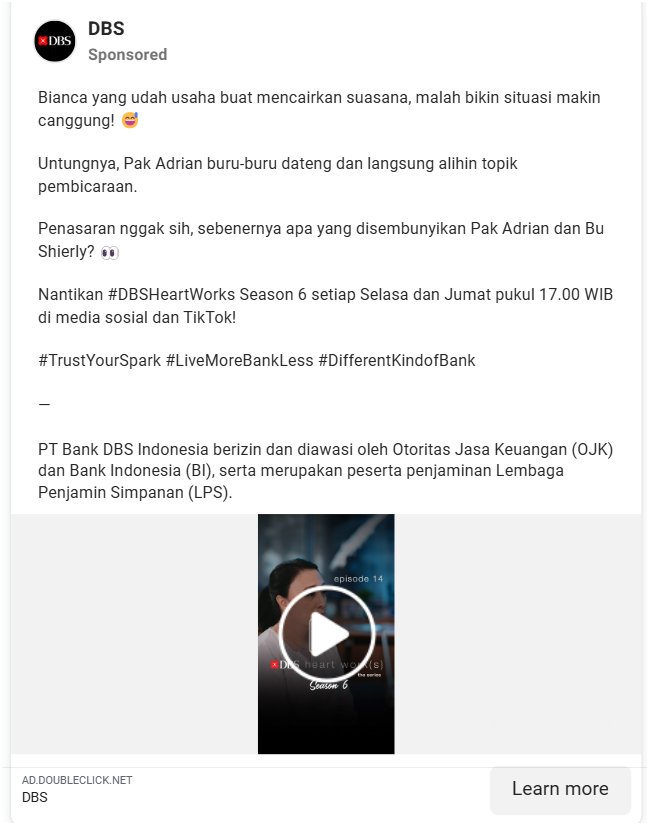 DBS
DBS
Sponsored
Bianca yang udah usaha buat mencairkan suasana, malah bikin situasi makin
canggung! 😅
Untungnya, Pak Adrian buru-buru dateng dan langsung alihin topik
pembicaraan.
Penasaran nggak sih, sebenernya apa yang disembunyikan Pak Adrian dan Bu
Shierly? 👀
Nantikan #DBSHeartWorks Season 6 setiap Selasa dan Jumat pukul 17.00 WIB
di media sosial dan TikTok!
#TrustYourSpark #LiveMoreBankLess #DifferentKindofBank
—
PT Bank DBS Indonesia berizin dan diawasi oleh Otoritas Jasa Keuangan (OJK)
dan Bank Indonesia (BI), serta merupakan peserta penjaminan Lembaga
Penjamin Simpanan (LPS).
episode 14
DBS heart work(s)
the series
Season 6
AD.DOUBLECLICK.NET
DBS
Learn more